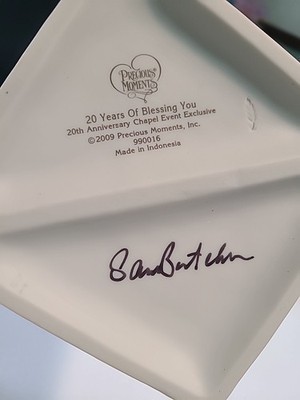 PRECIOUS
MOMENTS
20 Years Of Blessing You
20th Anniversary Chapel Event Exclusive
©2009 Precious Moments, Inc.
990016
Made in Indonesia
Sam Butcher